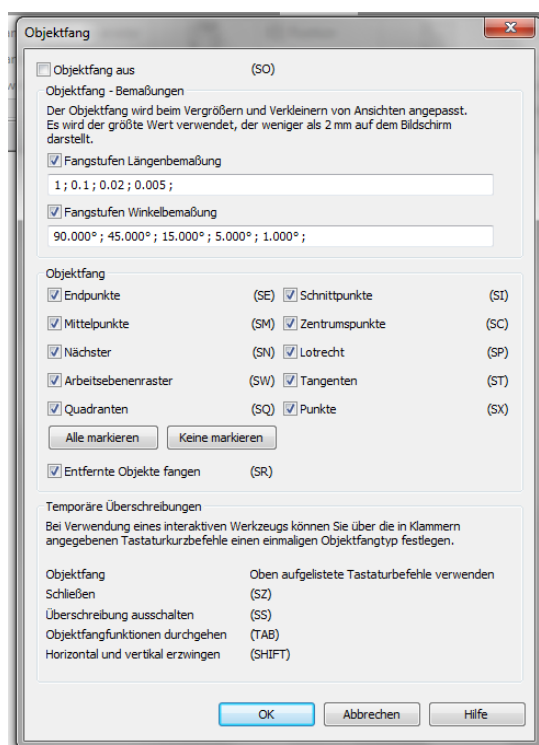 Objektfang
Objektfang aus (SO)
Objektfang - Bemaßungen
Der Objektfang wird beim Vergrößern und Verkleinern von Ansichten angepasst.
Es wird der größte Wert verwendet, der weniger als 2 mm auf dem Bildschirm
darstellt.
Fangstufen Längenbemaßung
1 ; 0.1 ; 0.02 ; 0.005 ;
Fangstufen Winkelbemaßung
90.000° ; 45.000° ; 15.000° ; 5.000° ; 1.000° ;
Objektfang
Endpunkte (SE) Schnittpunkte (SI)
Mittelpunkte (SM) Zentrumspunkte (SC)
Nächster (SN) Lotrecht (SP)
Arbeitsebenenraster (SW) Tangenten (ST)
Quadranten (SQ) Punkte (SX)
Alle markieren Keine markieren
Entfernte Objekte fangen (SR)
Temporäre Überschreibungen
Bei Verwendung eines interaktiven Werkzeugs können Sie über die in Klammern
angegebenen Tastaturkurzbefehle einen einmaligen Objektfangtyp festlegen.
Objektfang Oben aufgelistete Tastaturbefehle verwenden
Schließen (SZ)
Überschreibung ausschalten (SS)
Objektfangfunktionen durchgehen (TAB)
Horizontal und vertikal erzwingen (SHIFT)
OK Abbrechen Hilfe